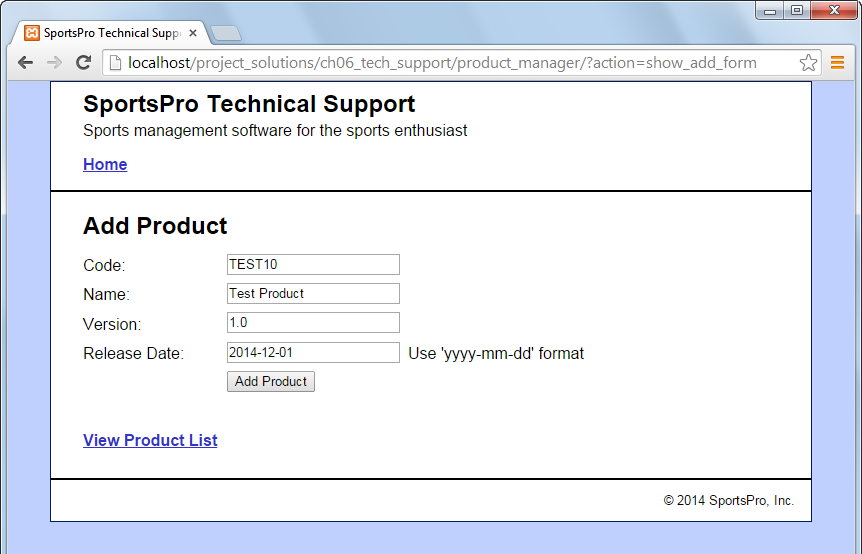 SportsPro Technical Supp
localhost/project_solutions/ch06_tech_support/product_manager/?action=show_add_form
SportsPro Technical Support
Sports management software for the sports enthusiast
Home
Add Product
Code: TEST10
Name: Test Product
Version: 1.0
Release Date: 2014-12-01 Use 'yyyy-mm-dd' format
Add Product
View Product List
© 2014 SportsPro, Inc.